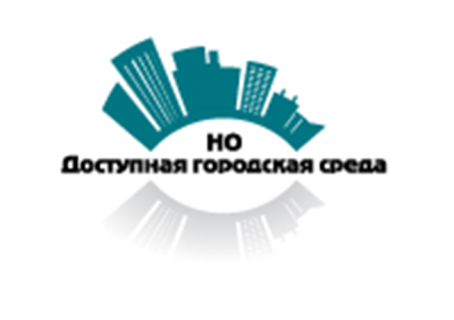 НО
Доступная городская среда